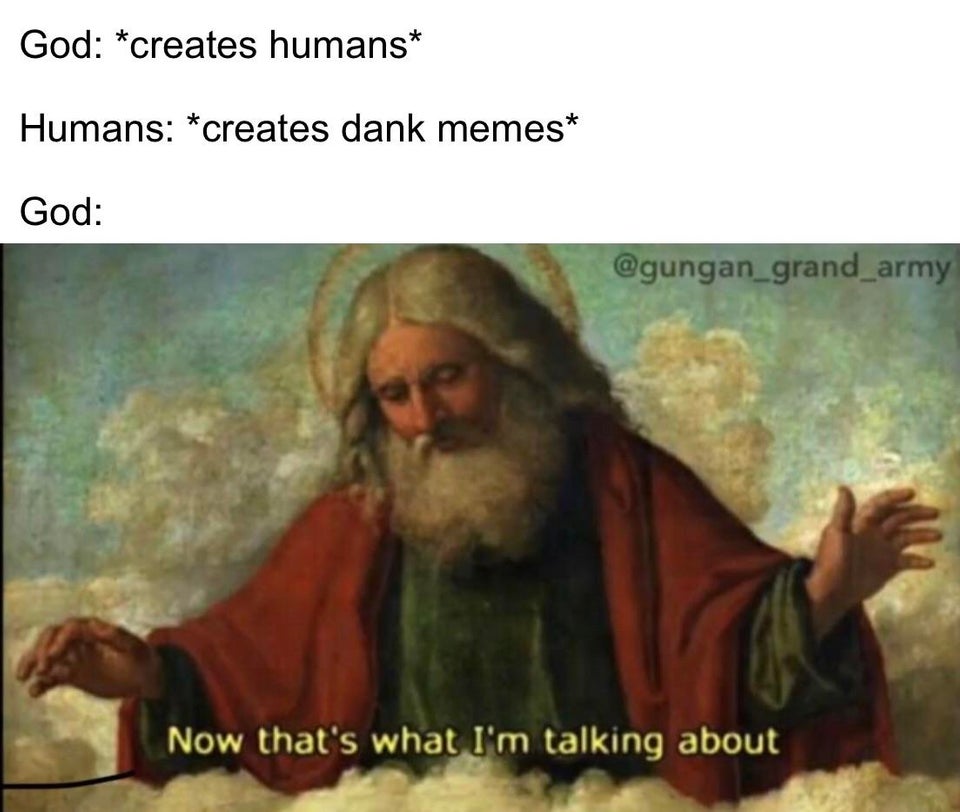 God: *creates humans*
Humans: *creates dank memes*
God:
@gungan_grand_army
Now that's what I'm talking about